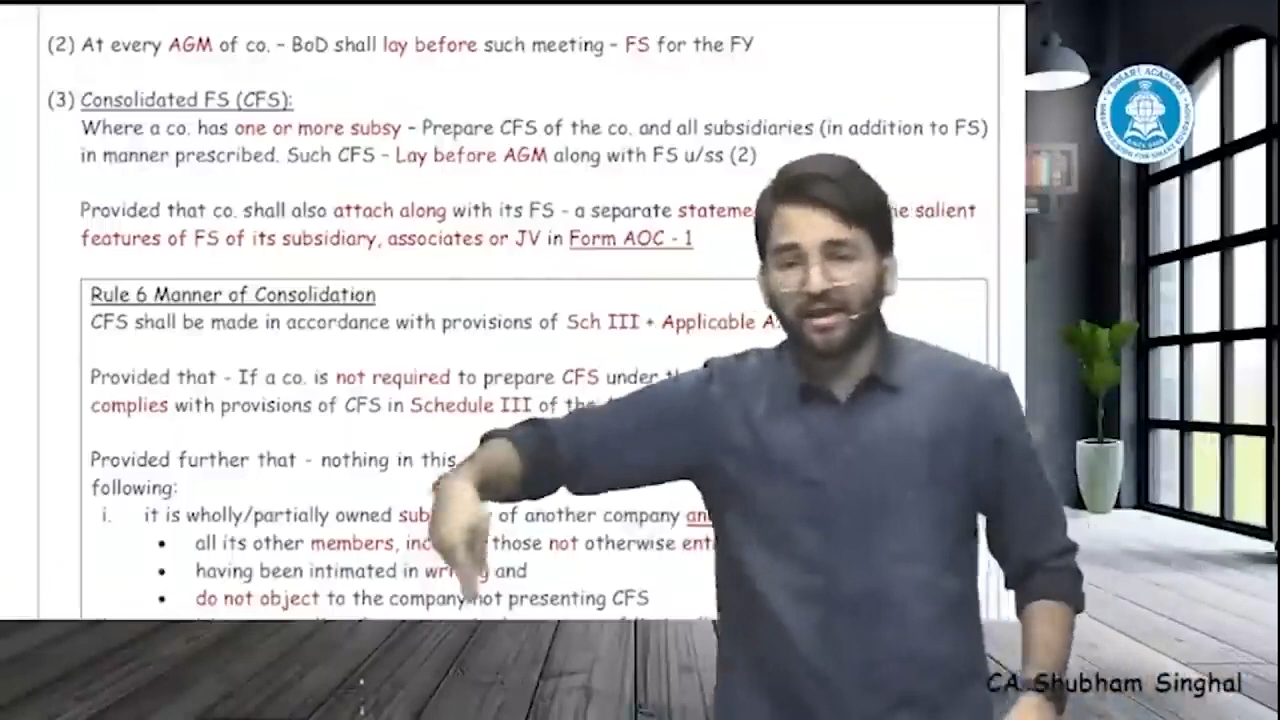 (2) At every AGM of co. - BoD shall lay before such meeting - FS for the FY
(3) Consolidated FS (CFS):
Where a co. has one or more subsy - Prepare CFS of the co. and all subsidiaries (in addition to FS)
in manner prescribed. Such CFS - Lay before AGM along with FS u/ss (2)
Provided that co. shall also attach along with its FS - a separate salient
features of FS of its subsidiary, associates or JV in Form AOC - 1
Rule 6 Manner of Consolidation
CFS shall be made in accordance with provisions of Sch III + Applicable
Provided that - If a co. is not required to prepare CFS under
complies with provisions of CFS in Schedule III of
Provided further that - nothing in this
following:
i. it is wholly/partially owned of another company
• all its other members, those not otherwise
• having been intimated in and
• do not object to the company not presenting CFS
V'SMART ACADEMY
SINCE
CA Shubham Singhal